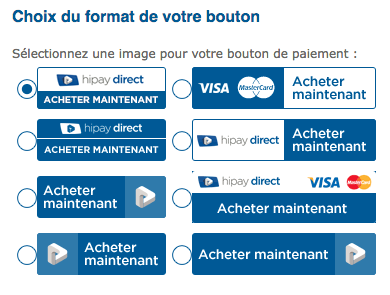 Choix du format de votre bouton
Sélectionnez une image pour votre bouton de paiement :
hipay direct
ACHETER MAINTENANT
VISA MasterCard Acheter
maintenant
hipay direct
ACHETER MAINTENANT
hipay direct Acheter
maintenant
Acheter
maintenant
hipay direct VISA MasterCard
Acheter maintenant
Acheter
maintenant
Acheter maintenant